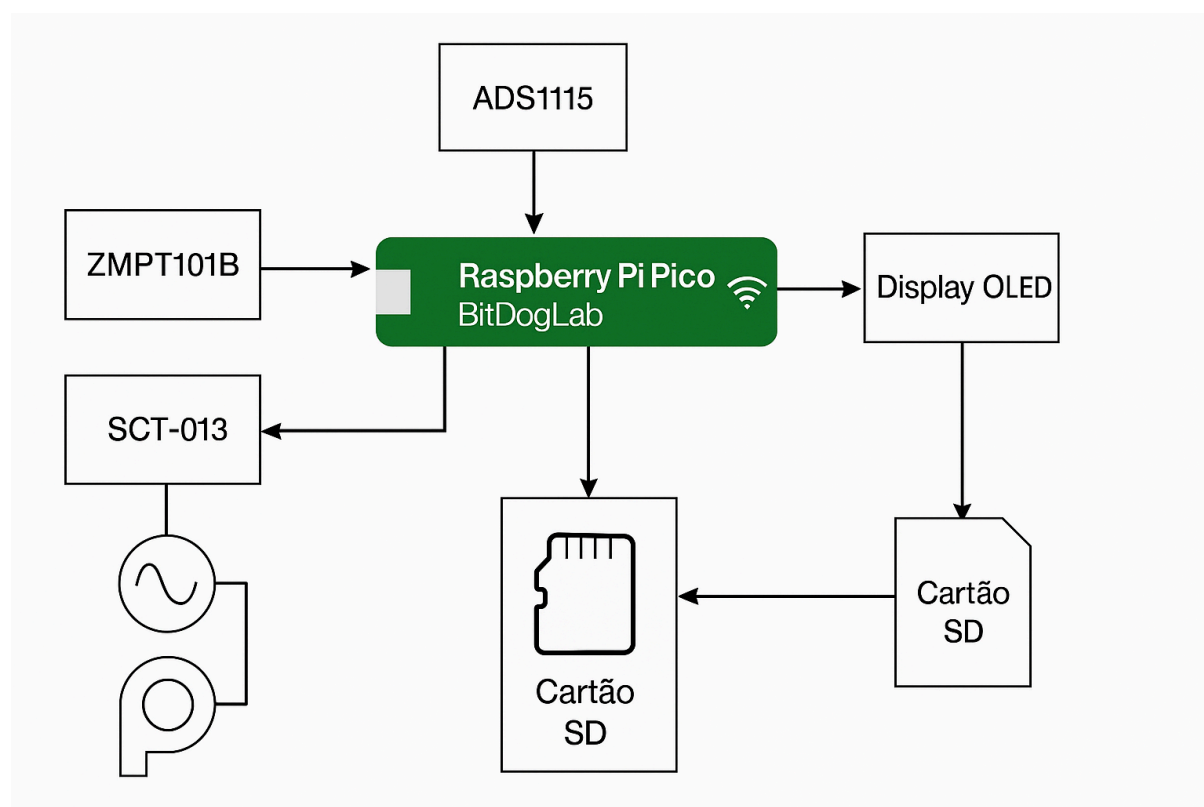 ADS1115
ZMPT101B
Raspberry Pi Pico
BitDogLab
Display OLED
SCT-013
Cartão
SD
Cartão
SD